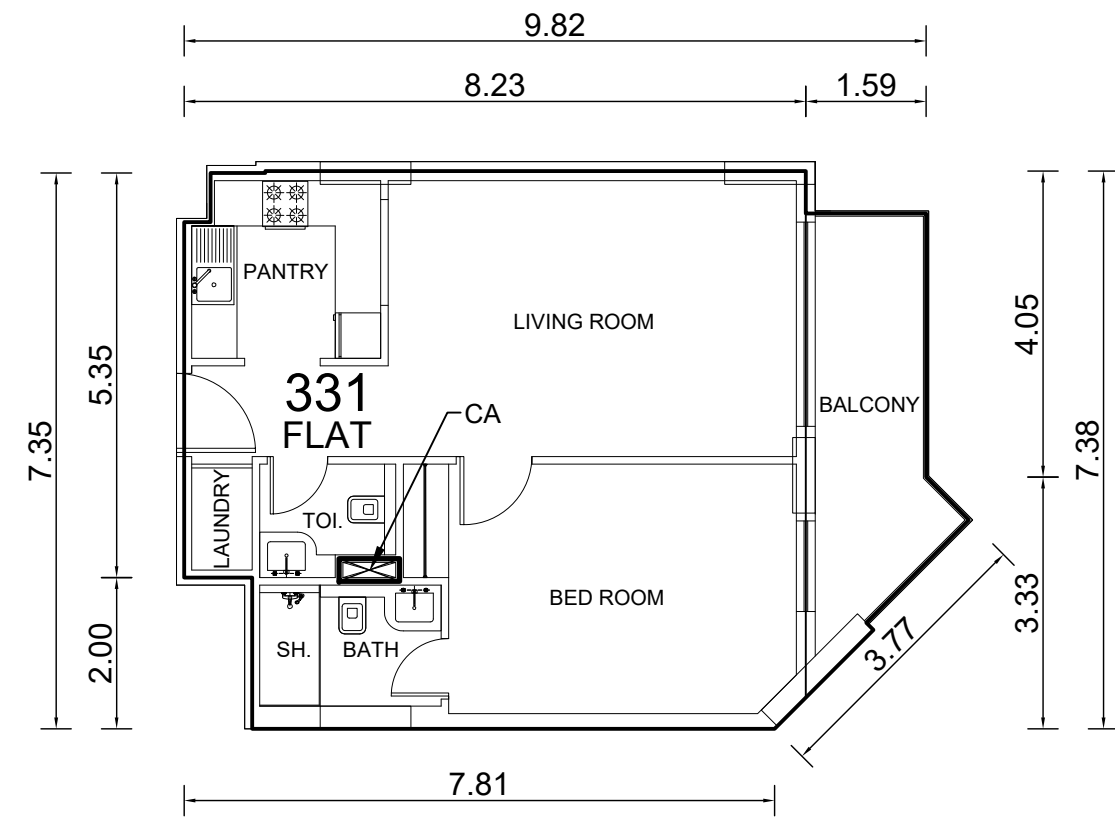 9.82
8.23
1.59
PANTRY
LIVING ROOM
4.05
5.35
7.35
331
FLAT
CA
BALCONY
7.38
LAUNDRY
TOI.
BED ROOM
3.33
2.00
SH.
BATH
3.77
7.81